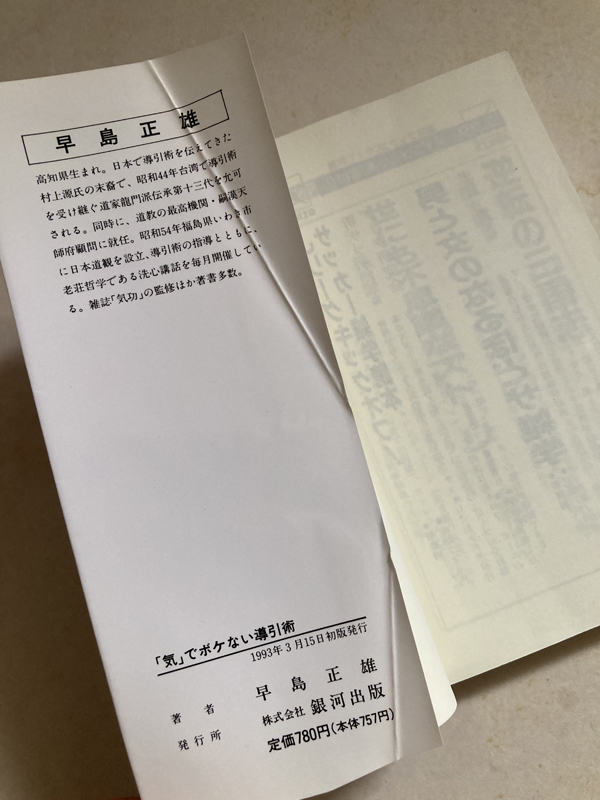 早島正雄
高知県生まれ。日本で導引術を伝えてきた
村上源氏の末裔で、昭和44年台湾で導引術
を受け継ぐ道家龍門派伝承第十三代を允可
される。同時に、道教の最高機関・嗣漢天
師府顧問に就任。昭和54年福島県いわき市
に日本道観を設立、導引術の指導とともに、
老荘哲学である洗心講話を毎月開催してい
る。雑誌「気功」の監修ほか著書多数。
「気」でボケない導引術
1993年3月15日初版発行
著者 早島正雄
発行所 株式会社 銀河出版
定価780円(本体757円)